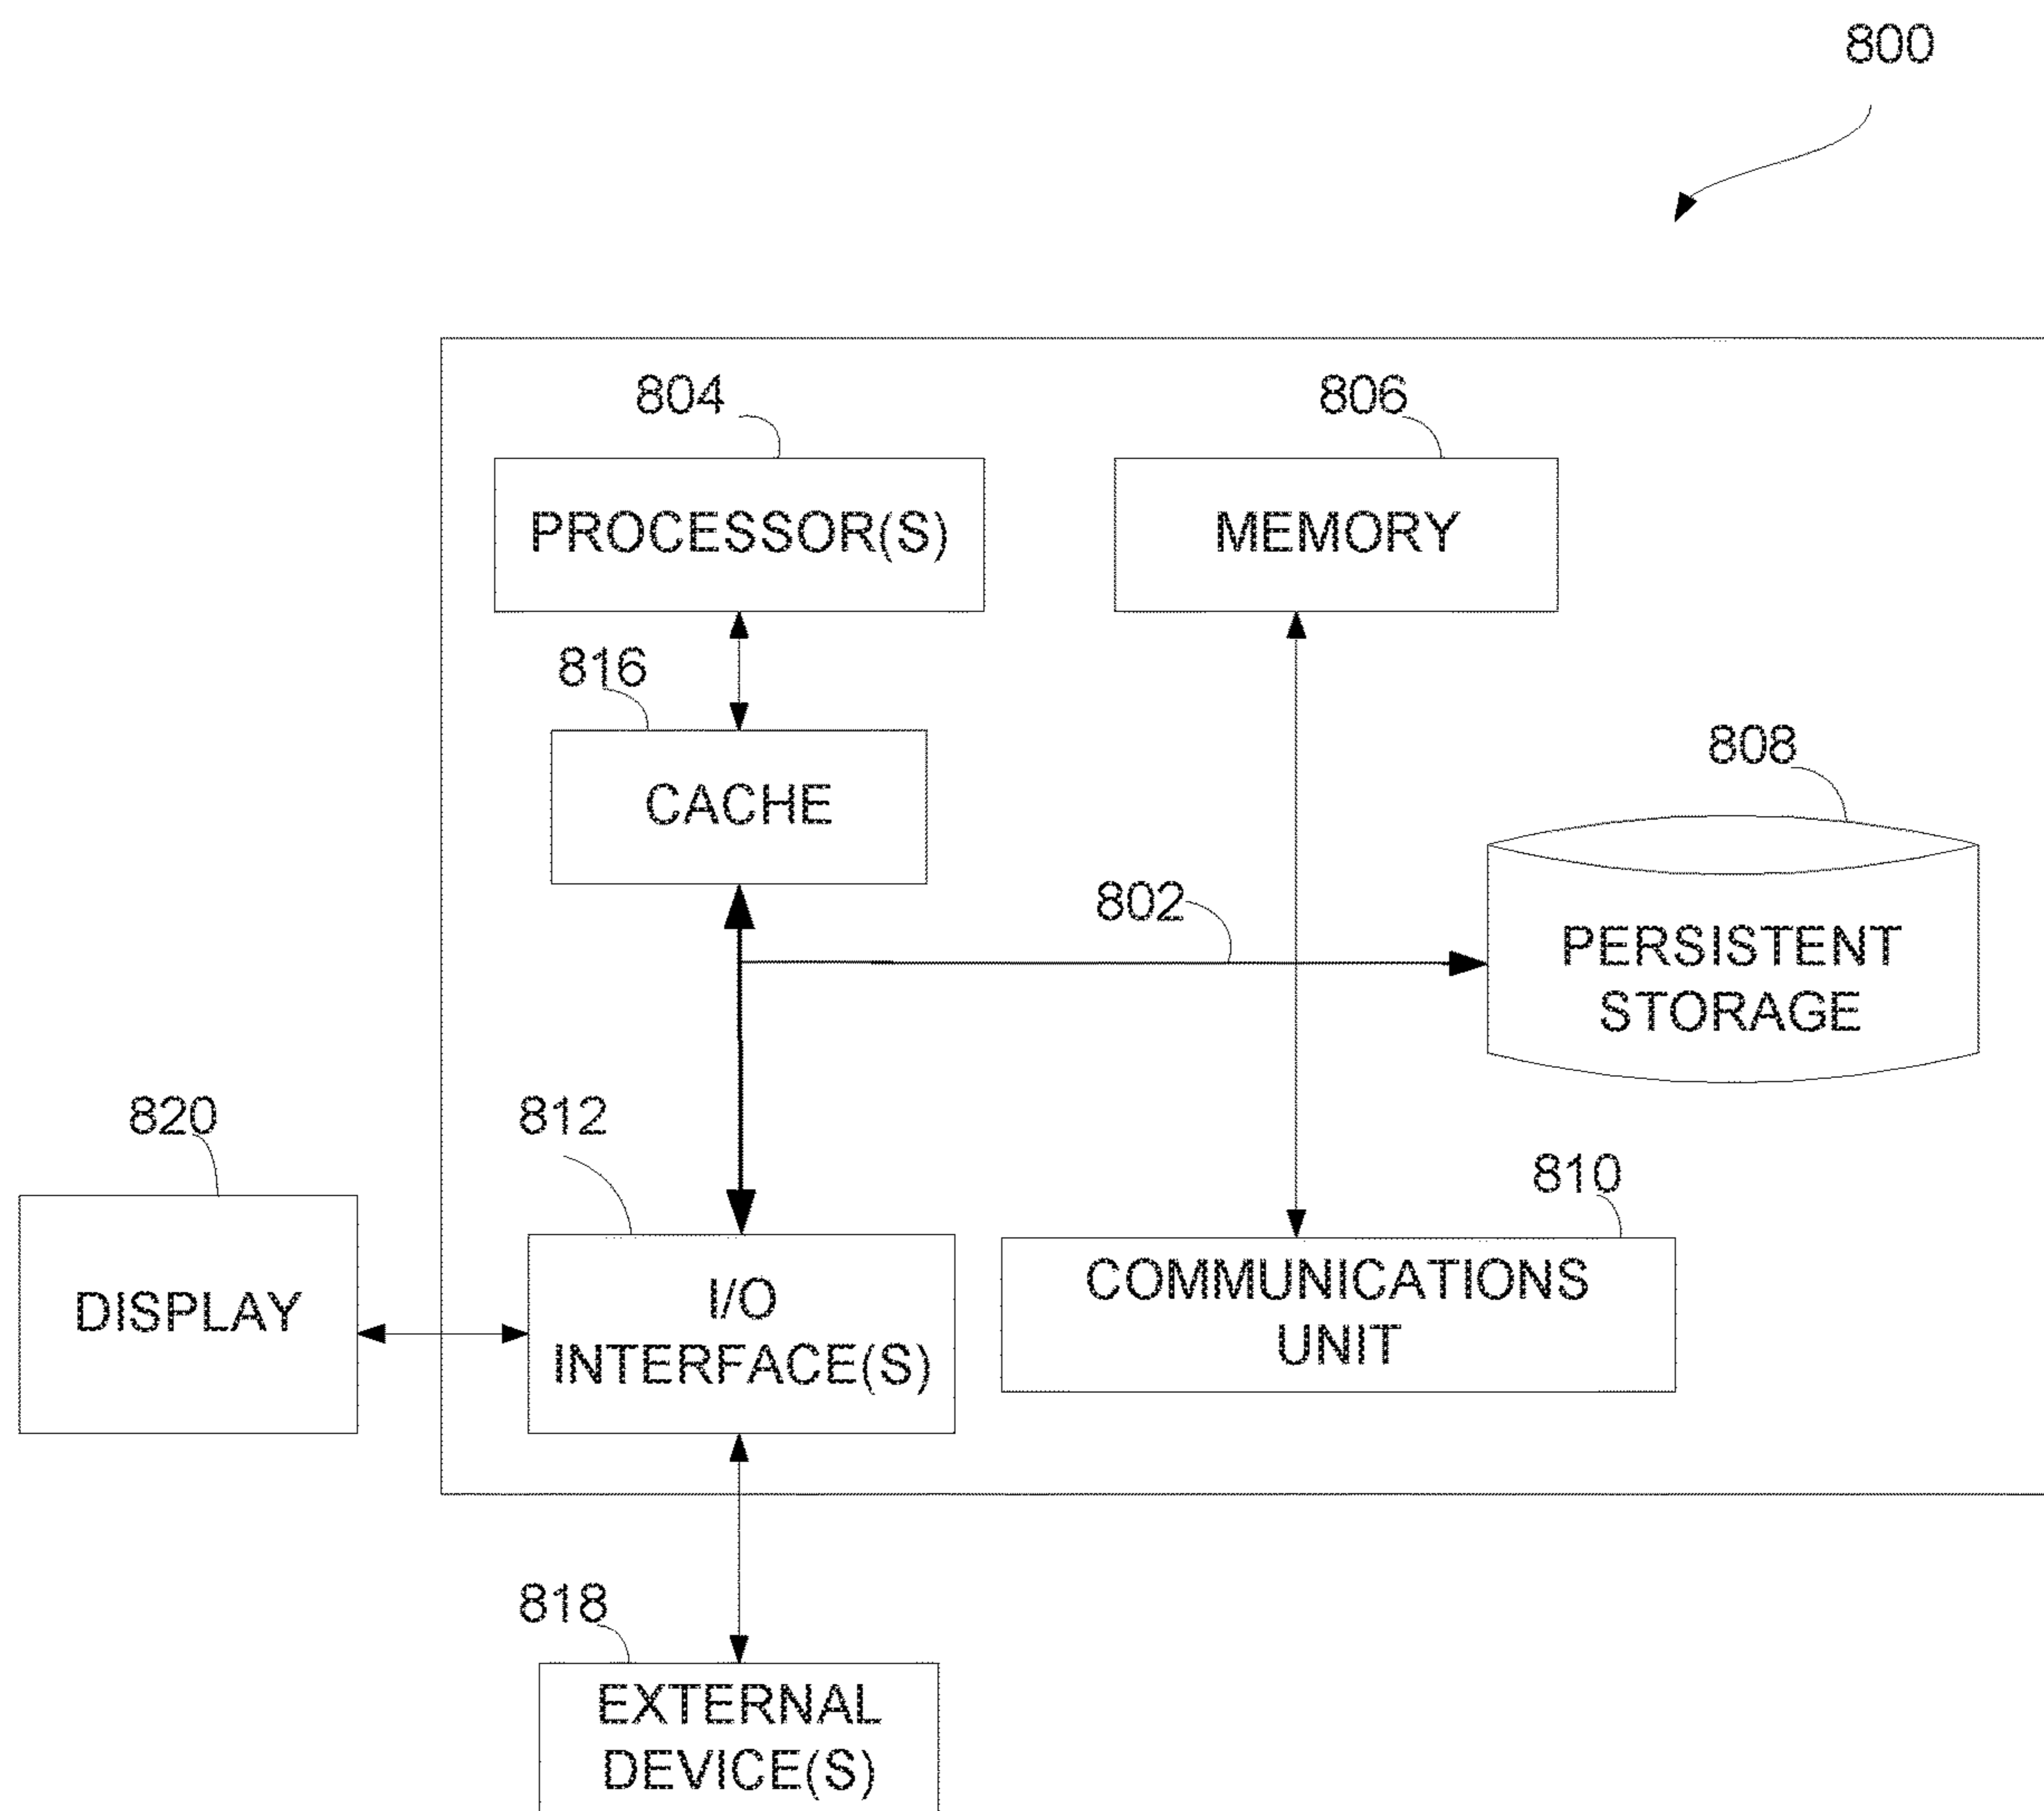 800
804
806
PROCESSOR(S)
MEMORY
816
808
CACHE
802
PERSISTENT
STORAGE
820
812
810
DISPLAY
I/O
INTERFACE(S)
COMMUNICATIONS
UNIT
818
EXTERNAL
DEVICE(S)